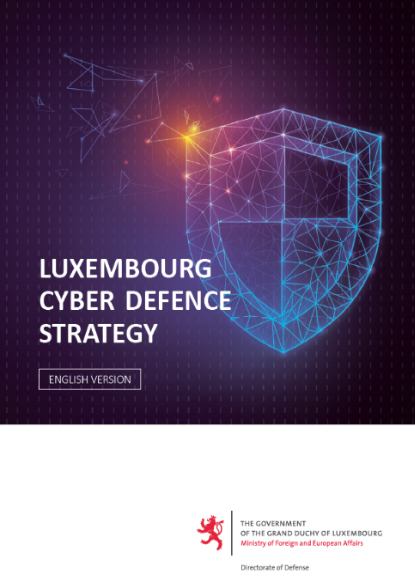 LUXEMBOURG
CYBER DEFENCE
STRATEGY
ENGLISH VERSION
THE GOVERNMENT
OF THE GRAND DUCHY OF LUXEMBOURG
Ministry of Foreign and European Affairs
Directorate of Defense